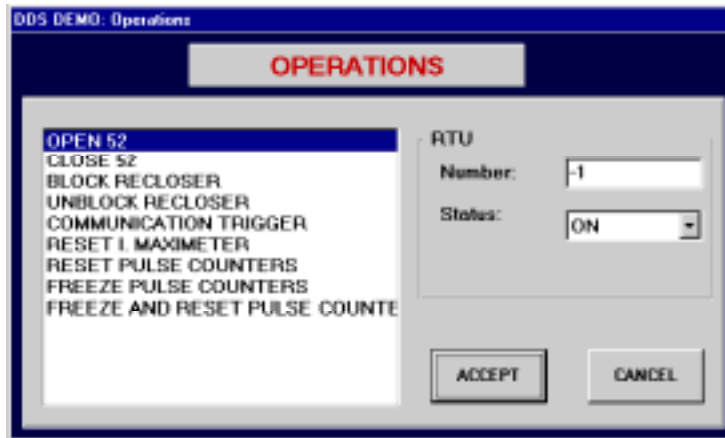 DDS DEMO: Operations
OPERATIONS
OPEN 52
CLOSE 52
BLOCK RECLOSER
UNBLOCK RECLOSER
COMMUNICATION TRIGGER
RESET I. MAXIMETER
RESET PULSE COUNTERS
FREEZE PULSE COUNTERS
FREEZE AND RESET PULSE COUNTE
RTU
Number: -1
Status: ON
ACCEPT CANCEL